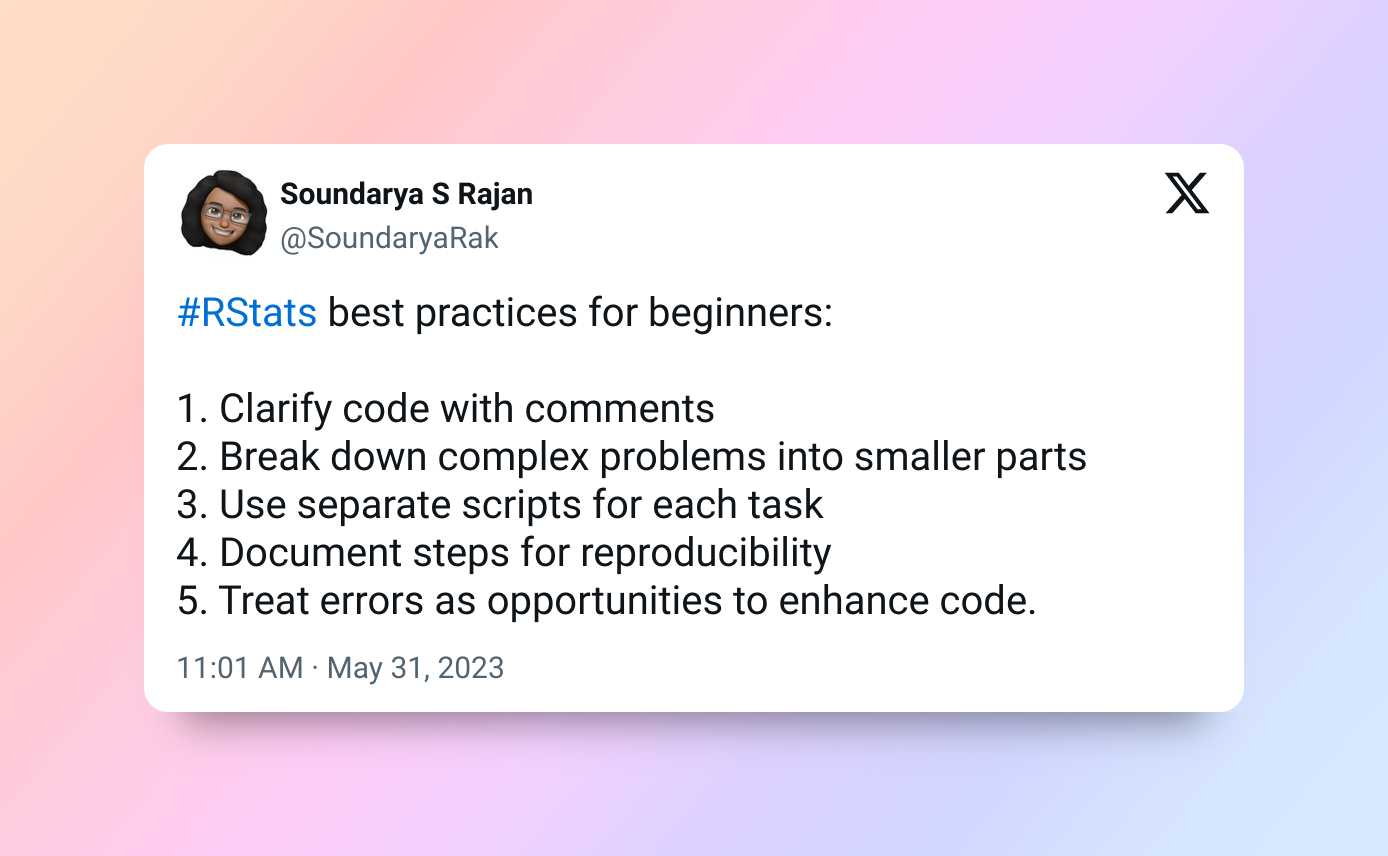 Soundarya S Rajan
@SoundaryaRak
#RStats best practices for beginners:
1. Clarify code with comments
2. Break down complex problems into smaller parts
3. Use separate scripts for each task
4. Document steps for reproducibility
5. Treat errors as opportunities to enhance code.
11:01 AM · May 31, 2023